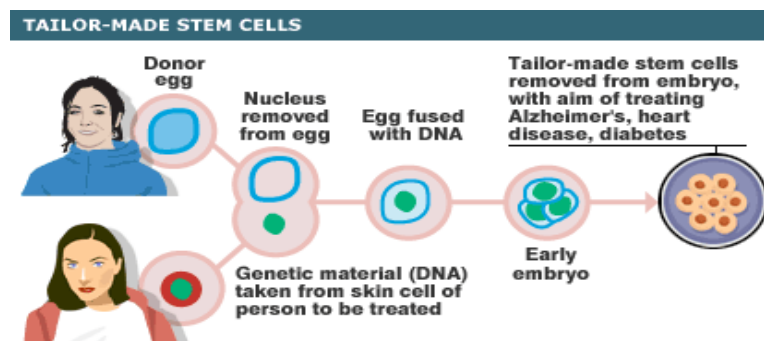 TAILOR-MADE STEM CELLS
Donor
egg
Nucleus
removed
from egg
Egg fused
with DNA
Tailor-made stem cells
removed from embryo,
with aim of treating
Alzheimer's, heart
disease, diabetes
Early
embryo
Genetic material (DNA)
taken from skin cell of
person to be treated